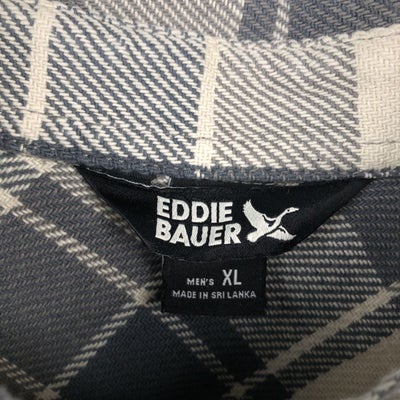 EDDIE
BAUER
MEN'S XL
MADE IN SRI LANKA